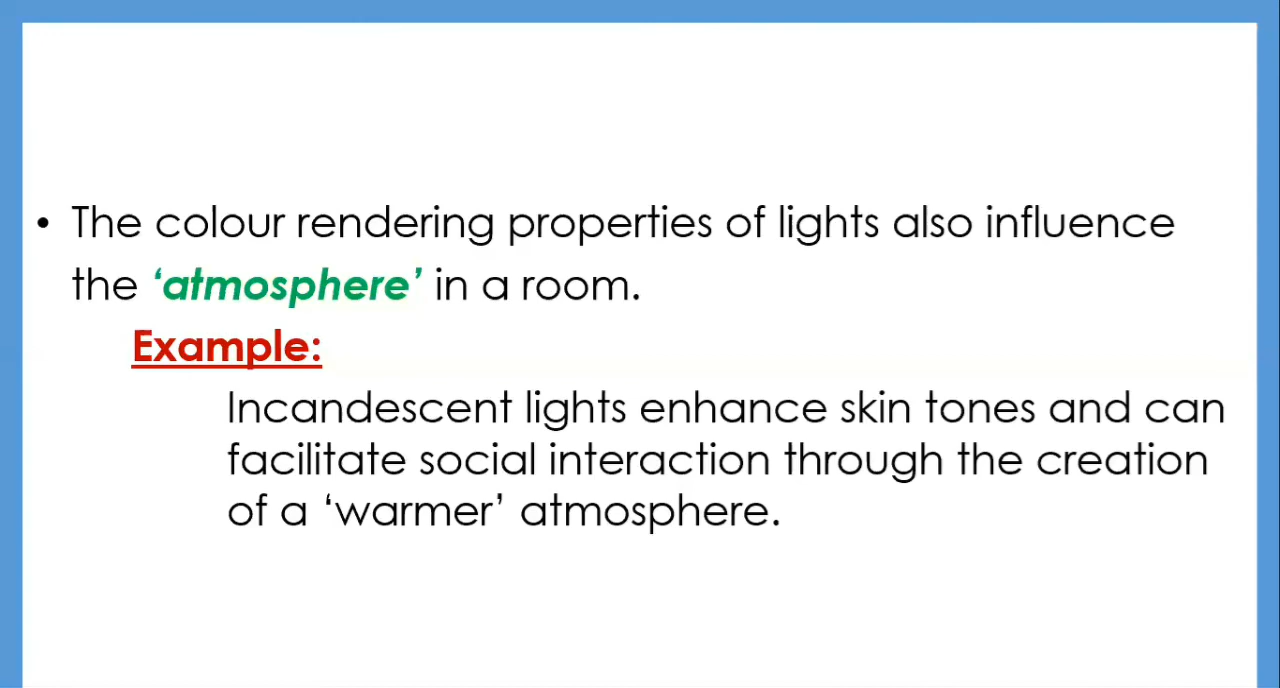 • The colour rendering properties of lights also influence
the ‘atmosphere’ in a room.
Example:
Incandescent lights enhance skin tones and can
facilitate social interaction through the creation
of a ‘warmer’ atmosphere.